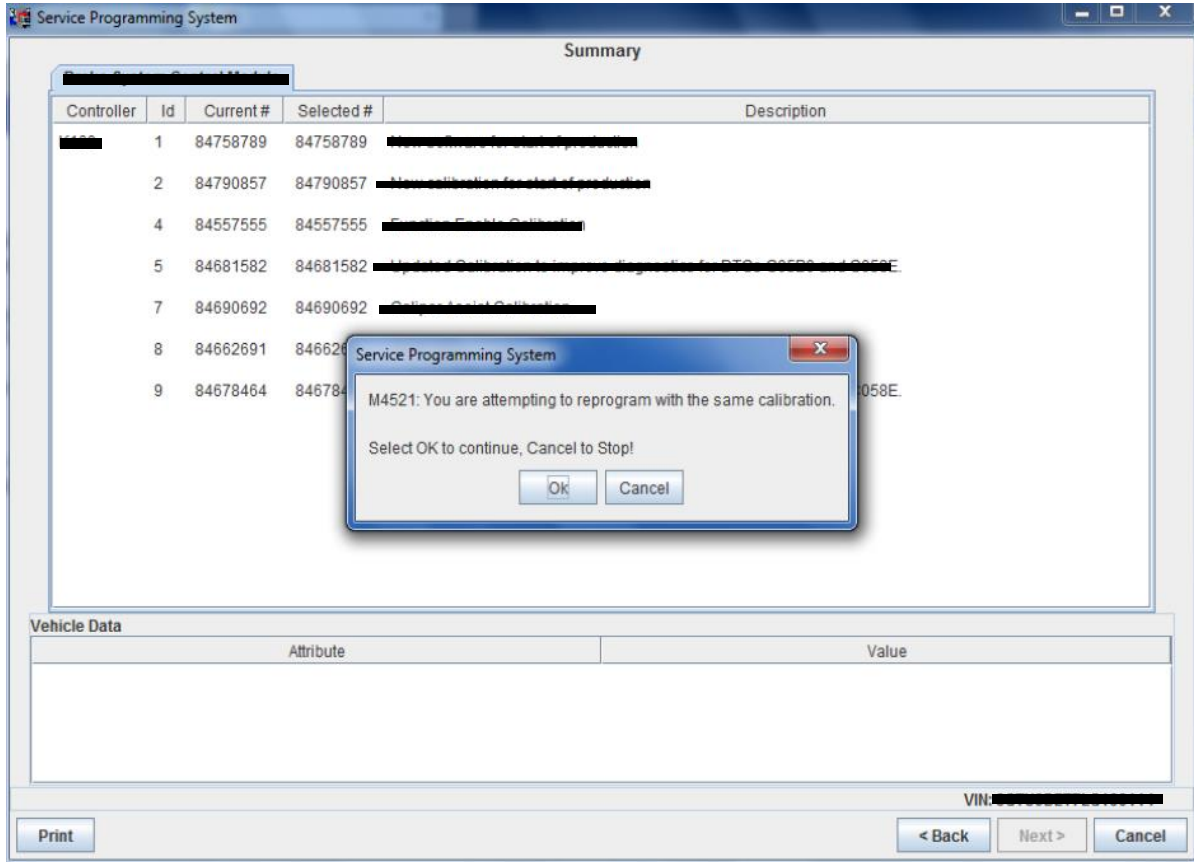 Service Programming System
Summary
Controller Id Current # Selected # Description
1 84758789 84758789
2 84790857 84790857
4 84557555 84557555
5 84681582 84681582
7 84690692 84690692
8 84662691
9 84678464
058E.
Service Programming System
M4521: You are attempting to reprogram with the same calibration.
Select OK to continue, Cancel to Stop!
Ok Cancel
Vehicle Data
Attribute Value
VIN:
Print < Back Next > Cancel